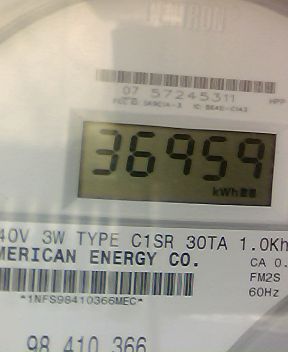 07 57245311
36959
kWh
40V 3W TYPE C1SR 30TA 1.0Kh
MERICAN ENERGY CO.
CA 0.
FM2S
60Hz
*1NFS98410366MEC*
98 410 366